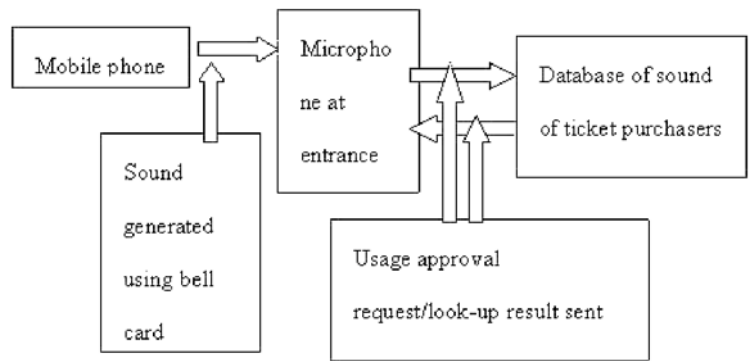 Mobile phone
Micropho
ne at
entrance
Database of sound
of ticket purchasers
Sound
generated
using bell
card
Usage approval
request/look-up result sent